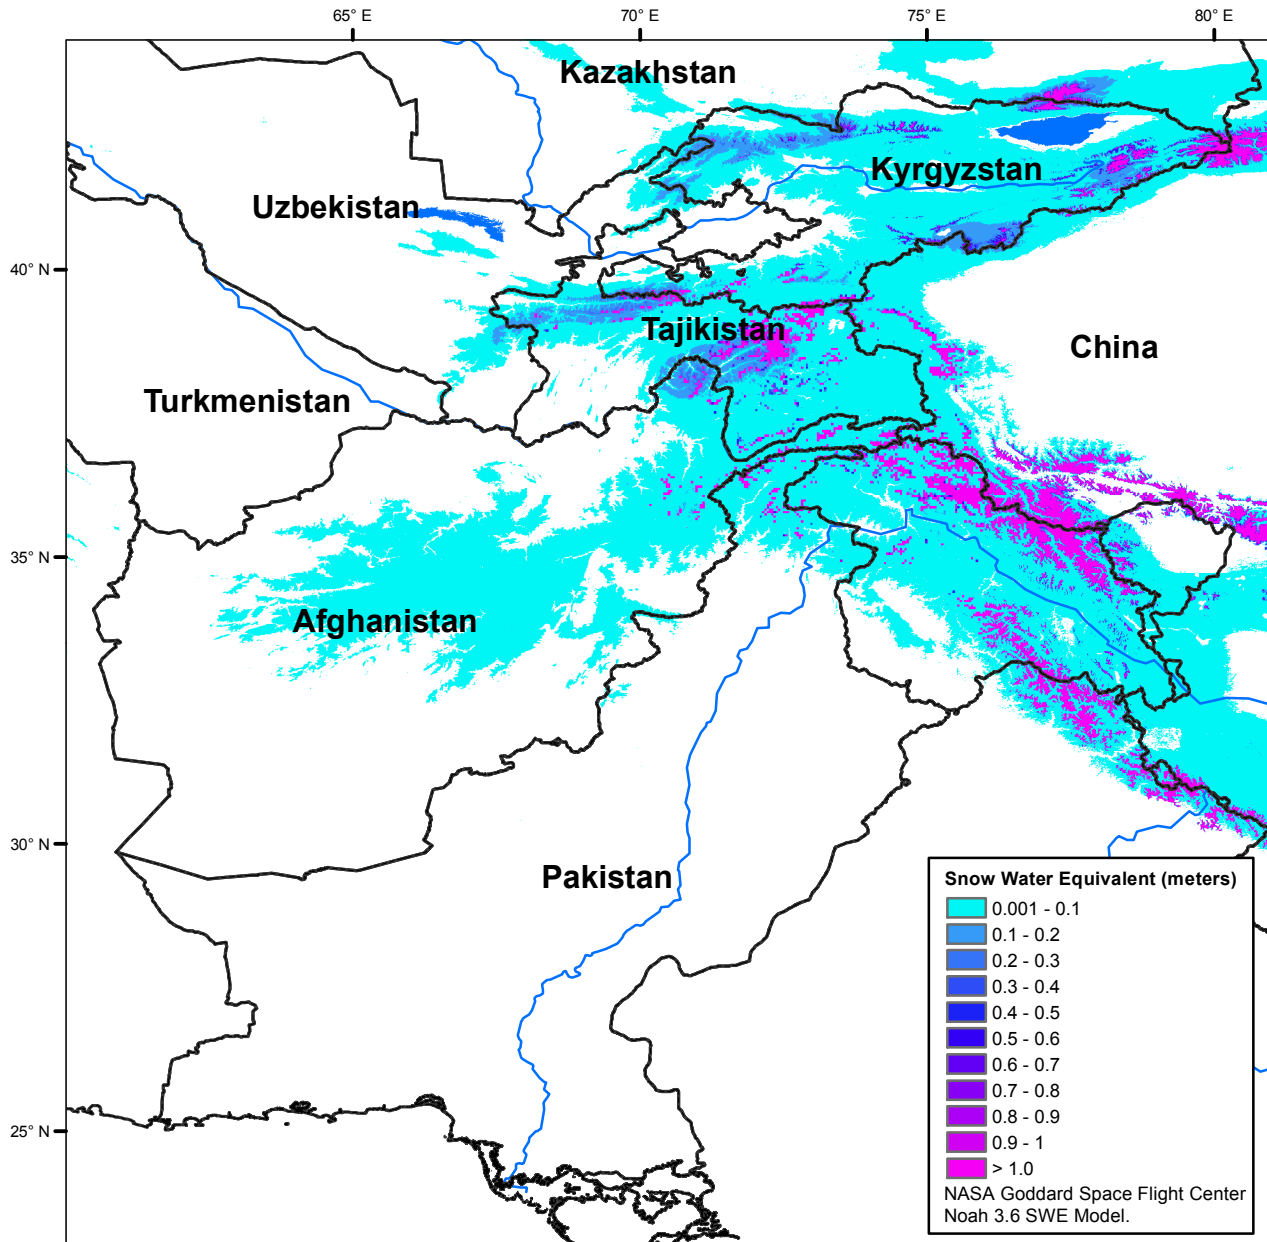 65° E
70° E
75° E
80° E
Kazakhstan
Kyrgyzstan
Uzbekistan
40° N
Tajikistan
China
Turkmenistan
35° N
Afghanistan
30° N
Pakistan
25° N
Snow Water Equivalent (meters)
0.001 - 0.1
0.1 - 0.2
0.2 - 0.3
0.3 - 0.4
0.4 - 0.5
0.5 - 0.6
0.6 - 0.7
0.7 - 0.8
0.8 - 0.9
0.9 - 1
> 1.0
NASA Goddard Space Flight Center
Noah 3.6 SWE Model.